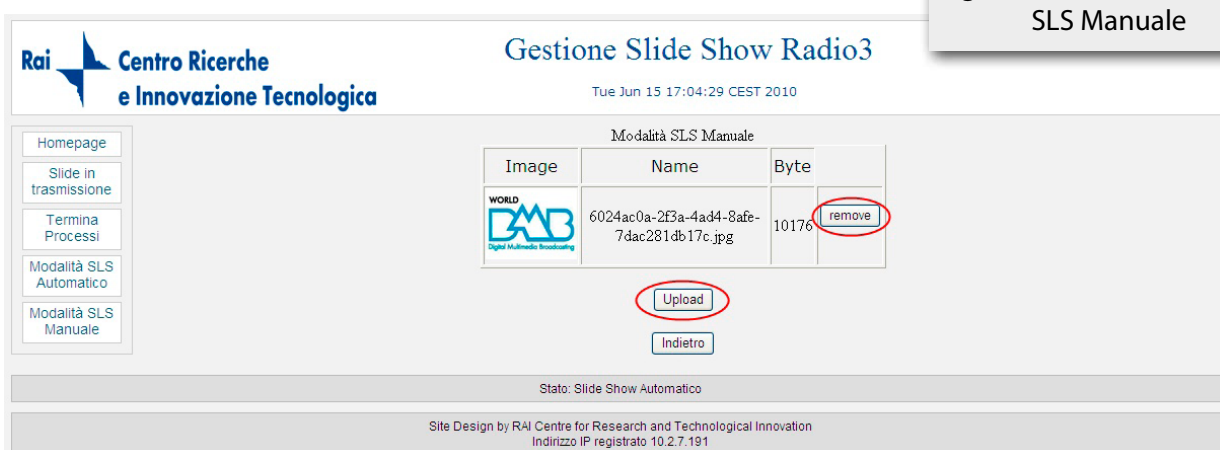 SLS Manuale
Rai Centro Ricerche
e Innovazione Tecnologica
Gestione Slide Show Radio3
Tue Jun 15 17:04:29 CEST 2010
Homepage
Slide in
trasmissione
Termina
Processi
Modalità SLS
Automatico
Modalità SLS
Manuale
Modalità SLS Manuale
Image Name Byte
WORLD
DMB
Digital Multimedia Broadcasting
6024ac0a-2f3a-4ad4-8afe-
7dac281db17c.jpg
10176
remove
Upload
Indietro
Stato: Slide Show Automatico
Site Design by RAI Centre for Research and Technological Innovation
Indirizzo IP registrato 10.2.7.191